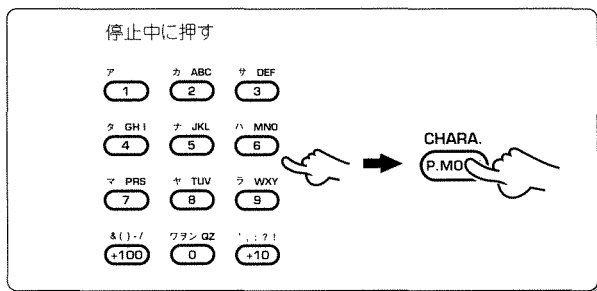 停止中に押す
ア カ ABC サ DEF
1 2 3
タ GHI ナ JKL ハ MNO
4 5 6
CHARA.
P.MO
マ PRS ヤ TUV ラ WXY
7 8 9
&()-/ ワヲン QZ ',:?!
+100 0 +10